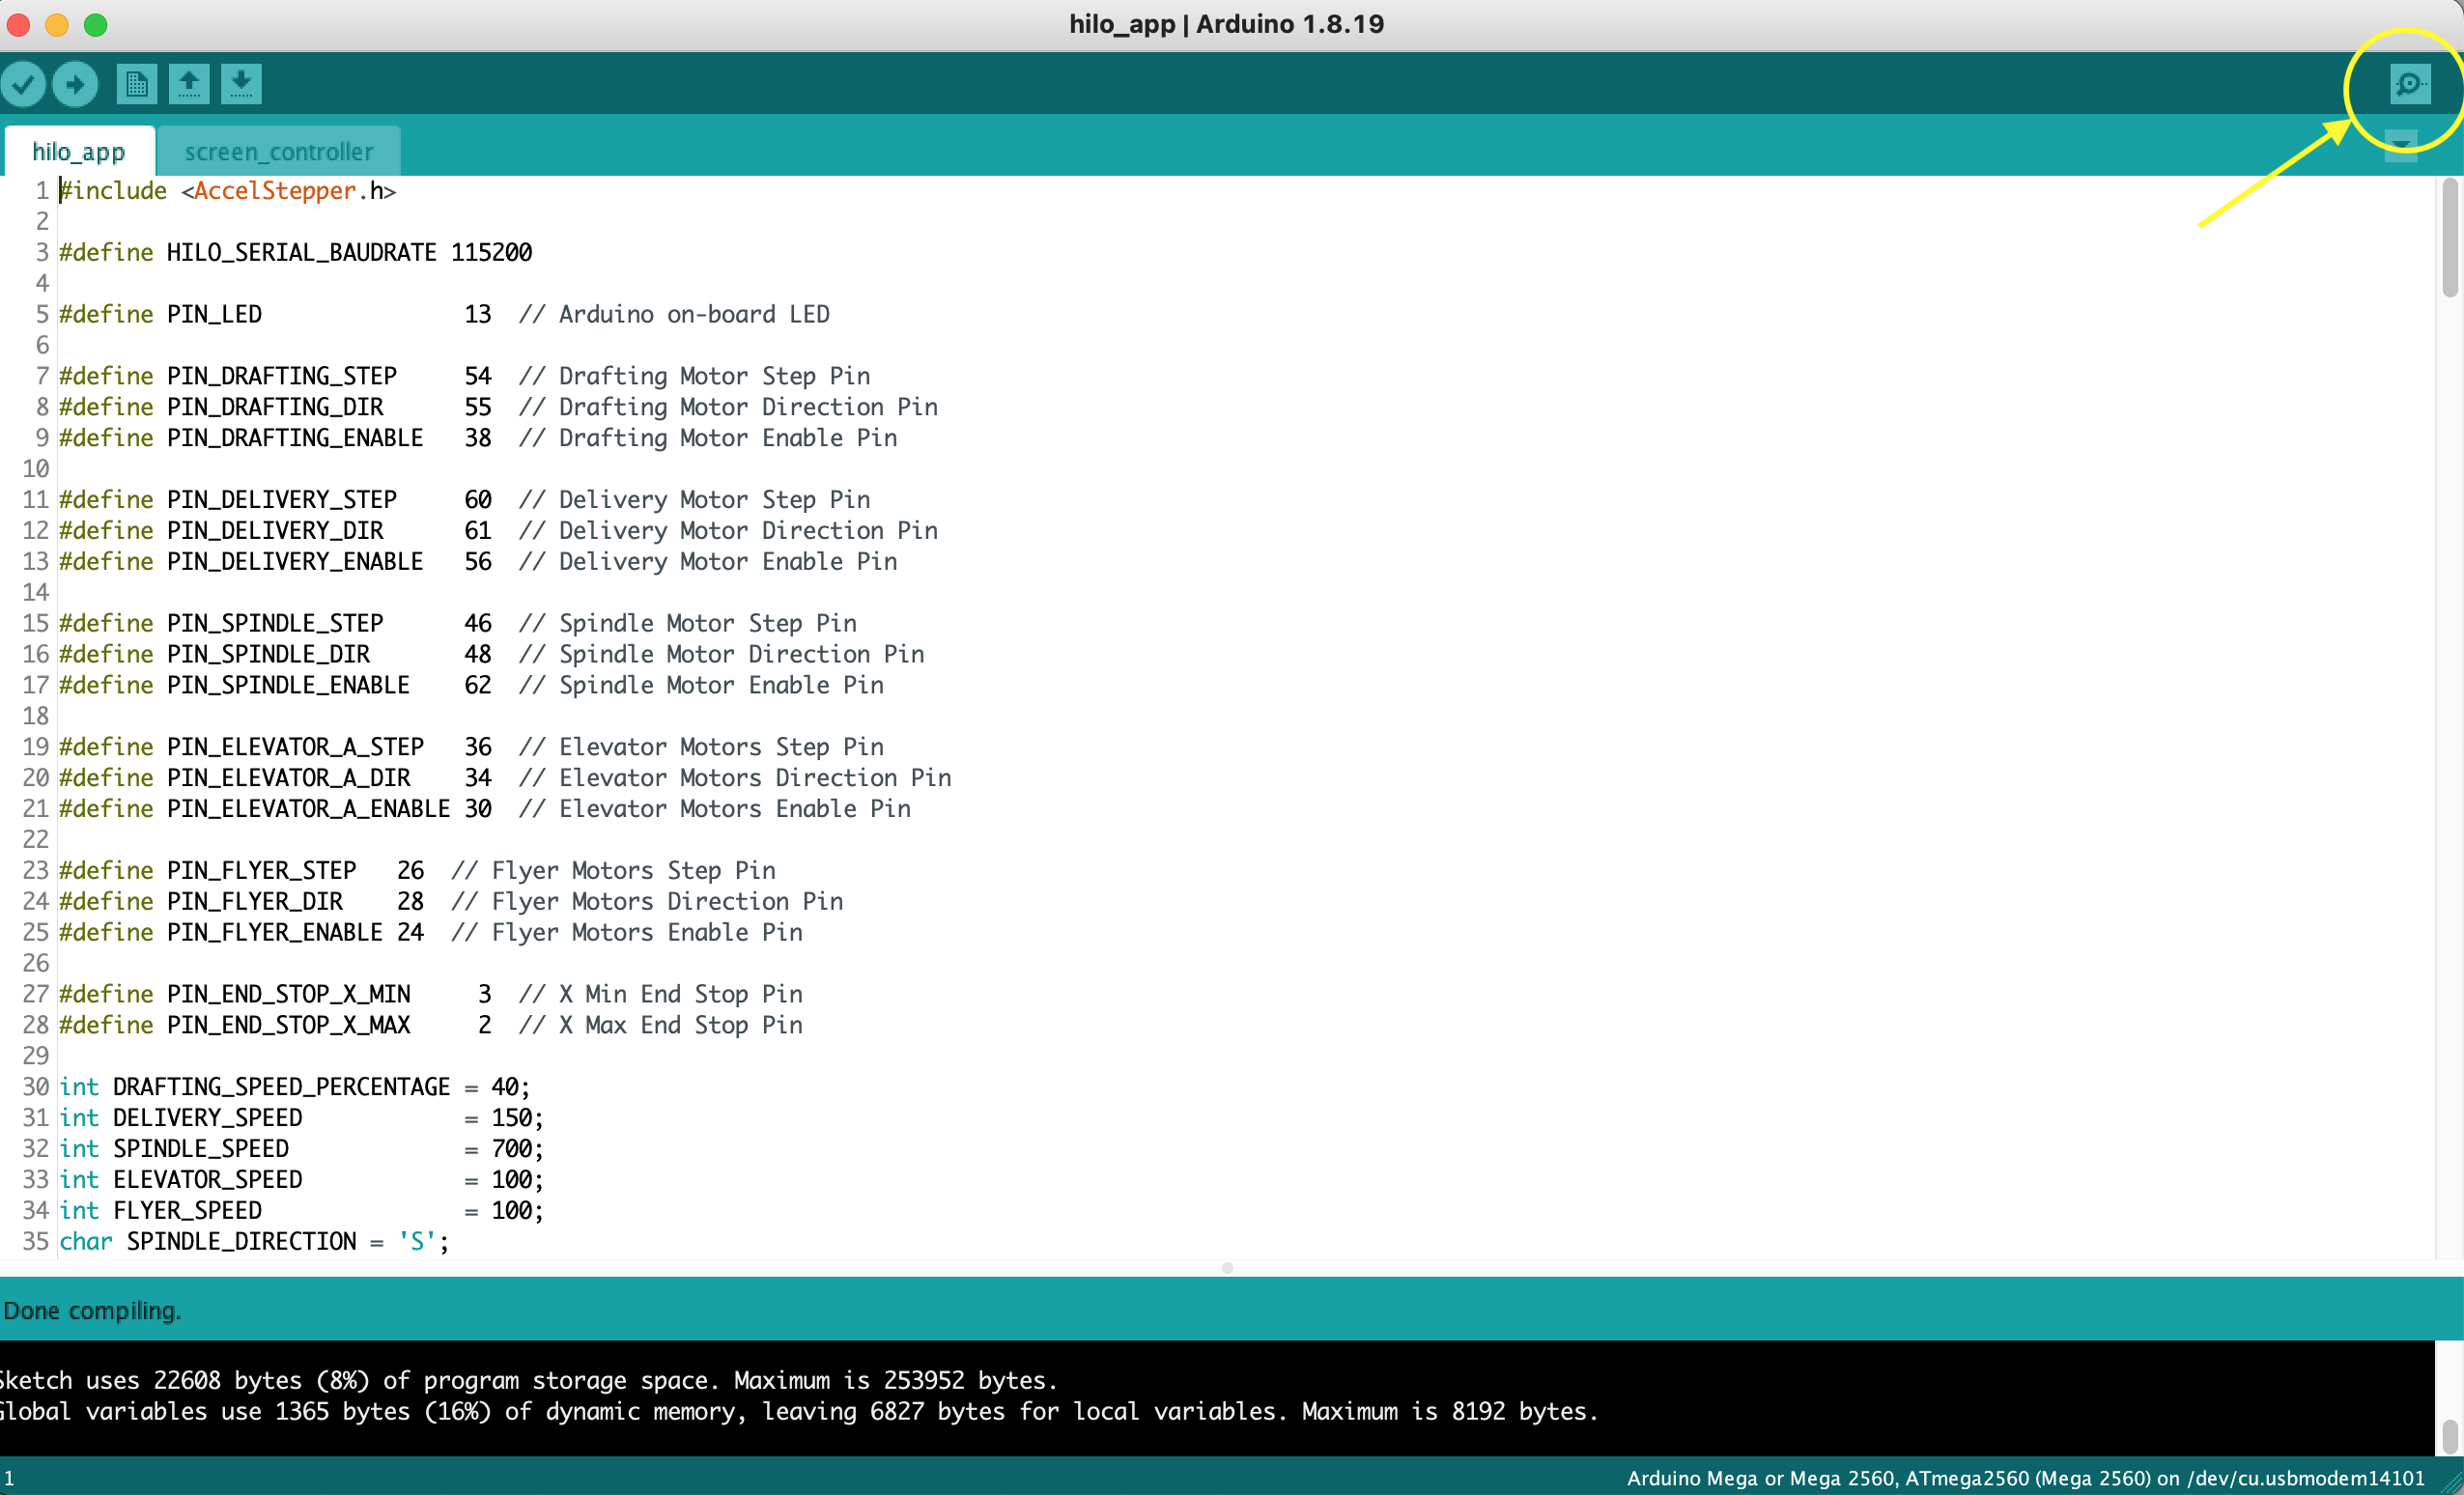 hilo_app | Arduino 1.8.19
hilo_app
screen_controller
1 #include <AccelStepper.h>
2
3 #define HILO_SERIAL_BAUDRATE 115200
4
5 #define PIN_LED 13 // Arduino on-board LED
6
7 #define PIN_DRAFTING_STEP 54 // Drafting Motor Step Pin
8 #define PIN_DRAFTING_DIR 55 // Drafting Motor Direction Pin
9 #define PIN_DRAFTING_ENABLE 38 // Drafting Motor Enable Pin
10
11 #define PIN_DELIVERY_STEP 60 // Delivery Motor Step Pin
12 #define PIN_DELIVERY_DIR 61 // Delivery Motor Direction Pin
13 #define PIN_DELIVERY_ENABLE 56 // Delivery Motor Enable Pin
14
15 #define PIN_SPINDLE_STEP 46 // Spindle Motor Step Pin
16 #define PIN_SPINDLE_DIR 48 // Spindle Motor Direction Pin
17 #define PIN_SPINDLE_ENABLE 62 // Spindle Motor Enable Pin
18
19 #define PIN_ELEVATOR_A_STEP 36 // Elevator Motors Step Pin
20 #define PIN_ELEVATOR_A_DIR 34 // Elevator Motors Direction Pin
21 #define PIN_ELEVATOR_A_ENABLE 30 // Elevator Motors Enable Pin
22
23 #define PIN_FLYER_STEP 26 // Flyer Motors Step Pin
24 #define PIN_FLYER_DIR 28 // Flyer Motors Direction Pin
25 #define PIN_FLYER_ENABLE 24 // Flyer Motors Enable Pin
26
27 #define PIN_END_STOP_X_MIN 3 // X Min End Stop Pin
28 #define PIN_END_STOP_X_MAX 2 // X Max End Stop Pin
29
30 int DRAFTING_SPEED_PERCENTAGE = 40;
31 int DELIVERY_SPEED = 150;
32 int SPINDLE_SPEED = 700;
33 int ELEVATOR_SPEED = 100;
34 int FLYER_SPEED = 100;
35 char SPINDLE_DIRECTION = 'S';
Done compiling.
Sketch uses 22608 bytes (8%) of program storage space. Maximum is 253952 bytes.
Global variables use 1365 bytes (16%) of dynamic memory, leaving 6827 bytes for local variables. Maximum is 8192 bytes.
1
Arduino Mega or Mega 2560, ATmega2560 (Mega 2560) on /dev/cu.usbmodem14101